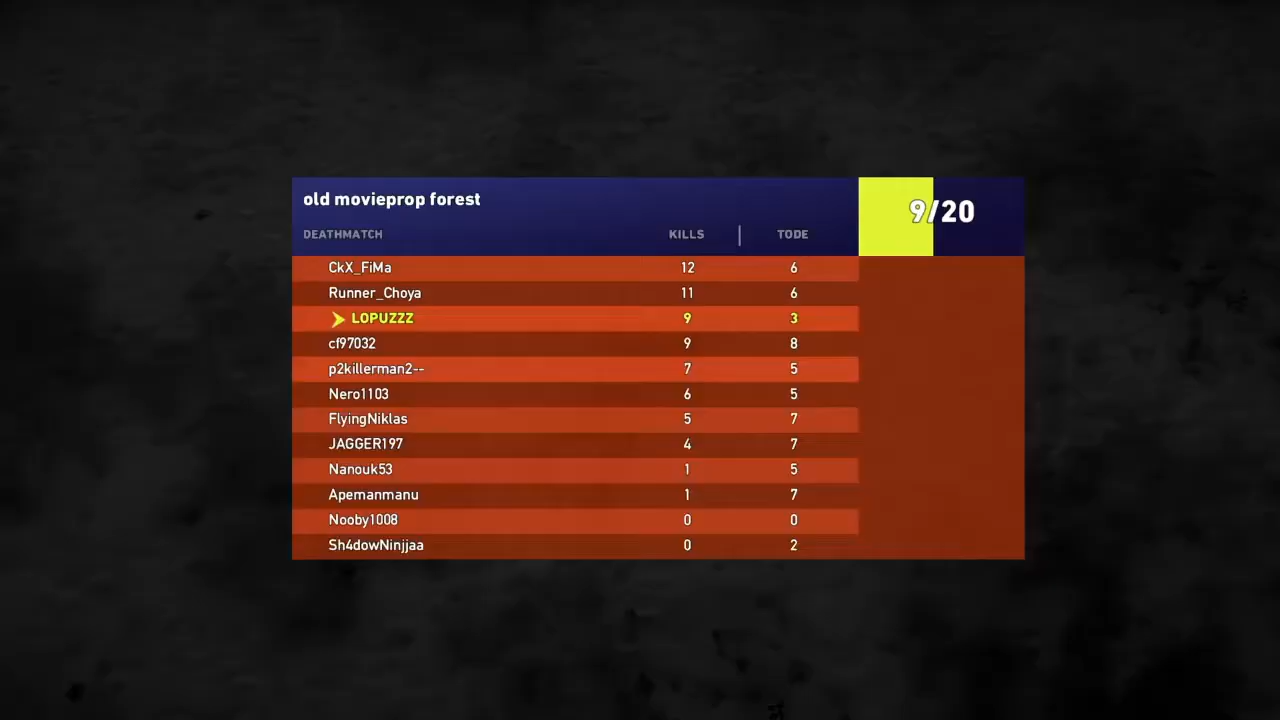 old movieprop forest
9/20
DEATHMATCH KILLS | TODE
CkX_FiMa 12 6
Runner_Choya 11 6
LOPUZZZ 9 3
cf97032 9 8
p2killerman2-- 7 5
Nero1103 6 5
FlyingNiklas 5 7
JAGGER197 4 7
Nanouk53 1 5
Apemanmanu 1 7
Nooby1008 0 0
Sh4dowNinjjaa 0 2